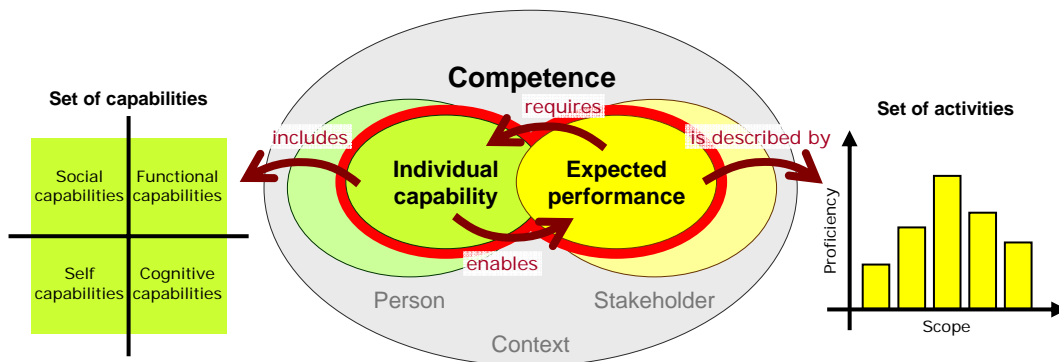 Competence
Set of capabilities
Social
capabilities
Functional
capabilities
Self
capabilities
Cognitive
capabilities
includes
requires
Individual
capability
Expected
performance
enables
is described by
Person
Stakeholder
Context
Set of activities
Proficiency
Scope